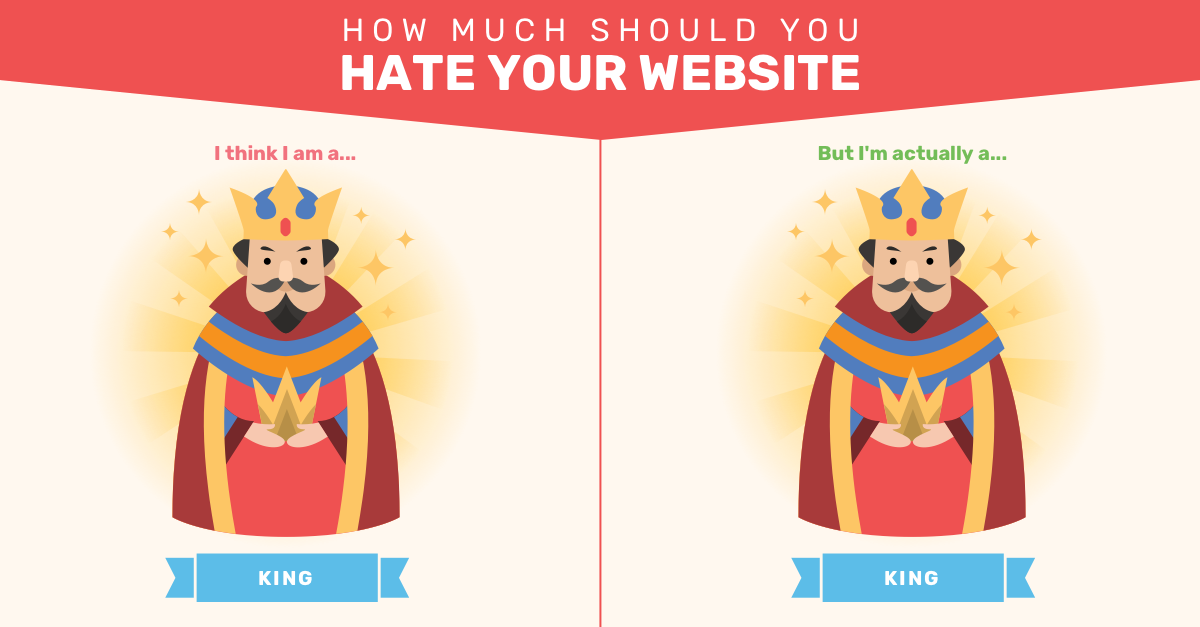 HOW MUCH SHOULD YOU
HATE YOUR WEBSITE
I think I am a...
But I'm actually a...
KING
KING